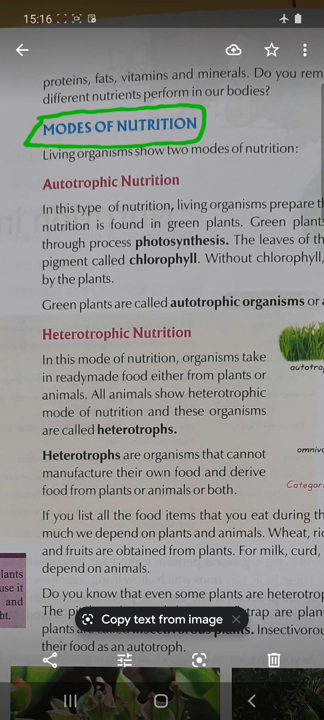 15:16
proteins, fats, vitamins and minerals. Do you rem
different nutrients perform in our bodies?
MODES OF NUTRITION
Living organisms show two modes of nutrition:
Autotrophic Nutrition
In this type of nutrition, living organisms prepare th
nutrition is found in green plants. Green plants
through process photosynthesis. The leaves of th
pigment called chlorophyll. Without chlorophyll,
by the plants.
Green plants are called autotrophic organisms or a
Heterotrophic Nutrition
In this mode of nutrition, organisms take
in readymade food either from plants or
animals. All animals show heterotrophic
mode of nutrition and these organisms
are called heterotrophs.
autotro
Heterotrophs are organisms that cannot
manufacture their own food and derive
food from plants or animals or both.
omnivo
Categor
If you list all the food items that you eat during th
much we depend on plants and animals. Wheat, ric
and fruits are obtained from plants. For milk, curd,
depend on animals.
lants
use it
and
ht.
Do you know that even some plants are heterotrop
The trap are plan
plants insectivorous plants. Insectivorou
their food as an autotroph.
Copy text from image